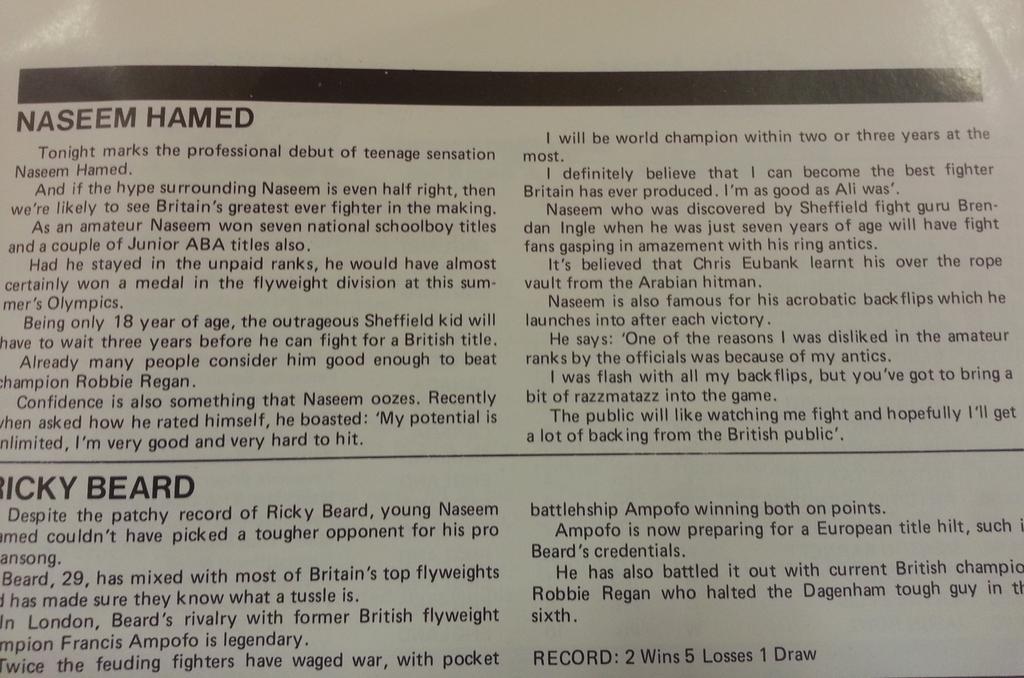 NASEEM HAMED
Tonight marks the professional debut of teenage sensation
Naseem Hamed.
And if the hype surrounding Naseem is even half right, then
we're likely to see Britain's greatest ever fighter in the making.
As an amateur Naseem won seven national schoolboy titles
and a couple of Junior ABA titles also.
Had he stayed in the unpaid ranks, he would have almost
certainly won a medal in the flyweight division at this sum-
mer's Olympics.
Being only 18 year of age, the outrageous Sheffield kid will
have to wait three years before he can fight for a British title.
Already many people consider him good enough to beat
champion Robbie Regan.
Confidence is also something that Naseem oozes. Recently
when asked how he rated himself, he boasted: 'My potential is
nlimited, I'm very good and very hard to hit.
I will be world champion within two or three years at the
most.
I definitely believe that I can become the best fighter
Britain has ever produced. I'm as good as Ali was'.
Naseem who was discovered by Sheffield fight guru Bren-
dan Ingle when he was just seven years of age will have fight
fans gasping in amazement with his ring antics.
It's believed that Chris Eubank learnt his over the rope
vault from the Arabian hitman.
Naseem is also famous for his acrobatic backflips which he
launches into after each victory.
He says: 'One of the reasons I was disliked in the amateur
ranks by the officials was because of my antics.
I was flash with all my backflips, but you've got to bring a
bit of razzmatazz into the game.
The public will like watching me fight and hopefully I'll get
a lot of backing from the British public'.
RICKY BEARD
Despite the patchy record of Ricky Beard, young Naseem
amed couldn't have picked a tougher opponent for his pro
ansong.
Beard, 29, has mixed with most of Britain's top flyweights
d has made sure they know what a tussle is.
In London, Beard's rivalry with former British flyweight
mpion Francis Ampofo is legendary.
Twice the feuding fighters have waged war, with pocket
battlehship Ampofo winning both on points.
Ampofo is now preparing for a European title hilt, such i
Beard's credentials.
He has also battled it out with current British champio
Robbie Regan who halted the Dagenham tough guy in th
sixth.
RECORD: 2 Wins 5 Losses 1 Draw